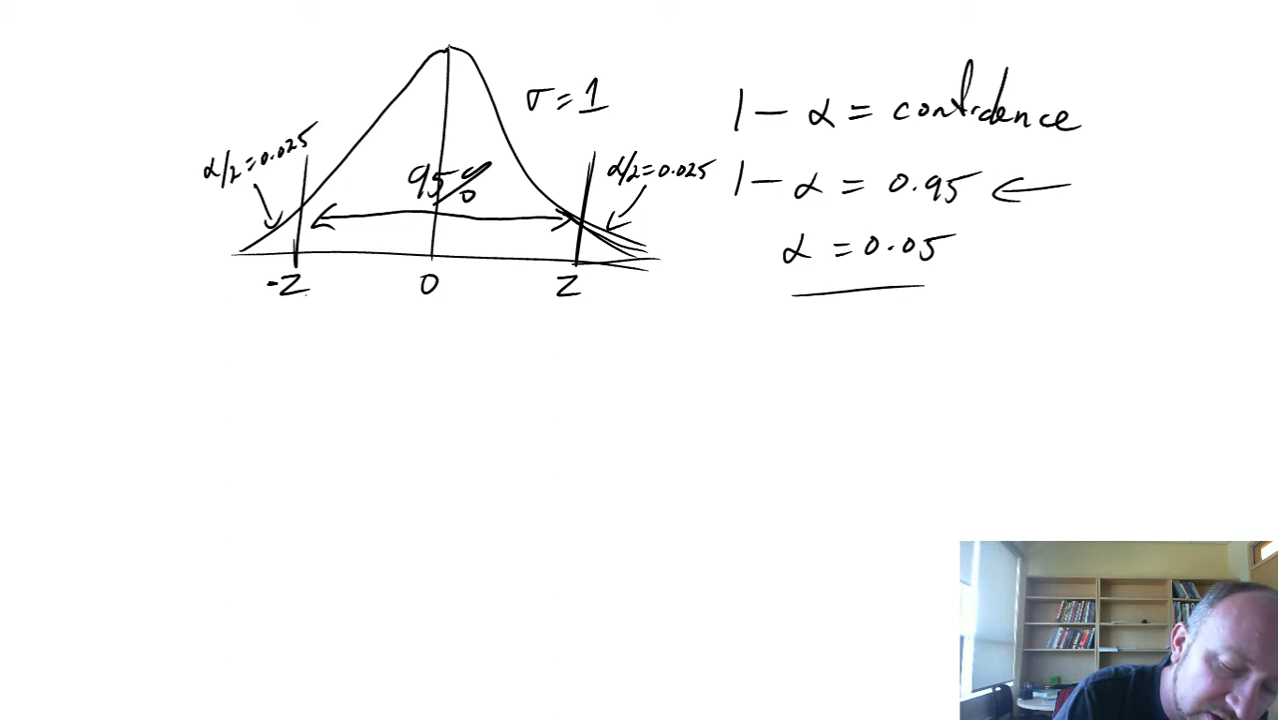 σ = 1
α/2 = 0.025
95%
α/2 = 0.025
-Z 0 Z
1 - α = confidence
1 - α = 0.95 ←
α = 0.05